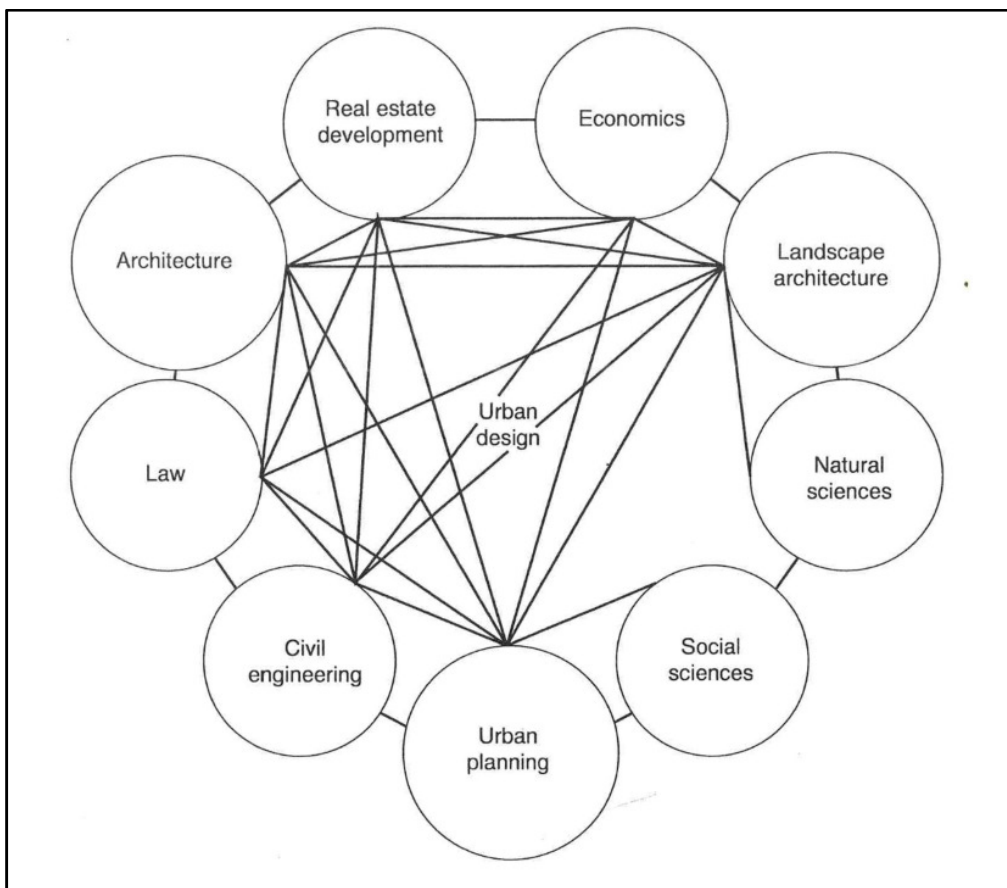 Real estate
development
Economics
Architecture
Landscape
architecture
Urban
design
Law
Natural
sciences
Civil
engineering
Social
sciences
Urban
planning